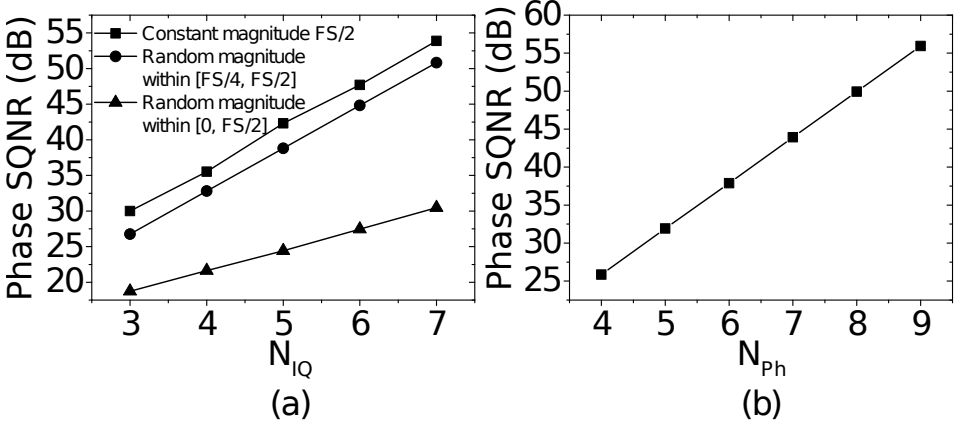 Phase SQNR (dB)
55
50
45
40
35
30
25
20
Constant magnitude FS/2
Random magnitude
within [FS/4, FS/2]
Random magnitude
within [0, FS/2]
3 4 5 6 7
N_IQ
(a)
Phase SQNR (dB)
60
55
50
45
40
35
30
25
4 5 6 7 8 9
N_Ph
(b)